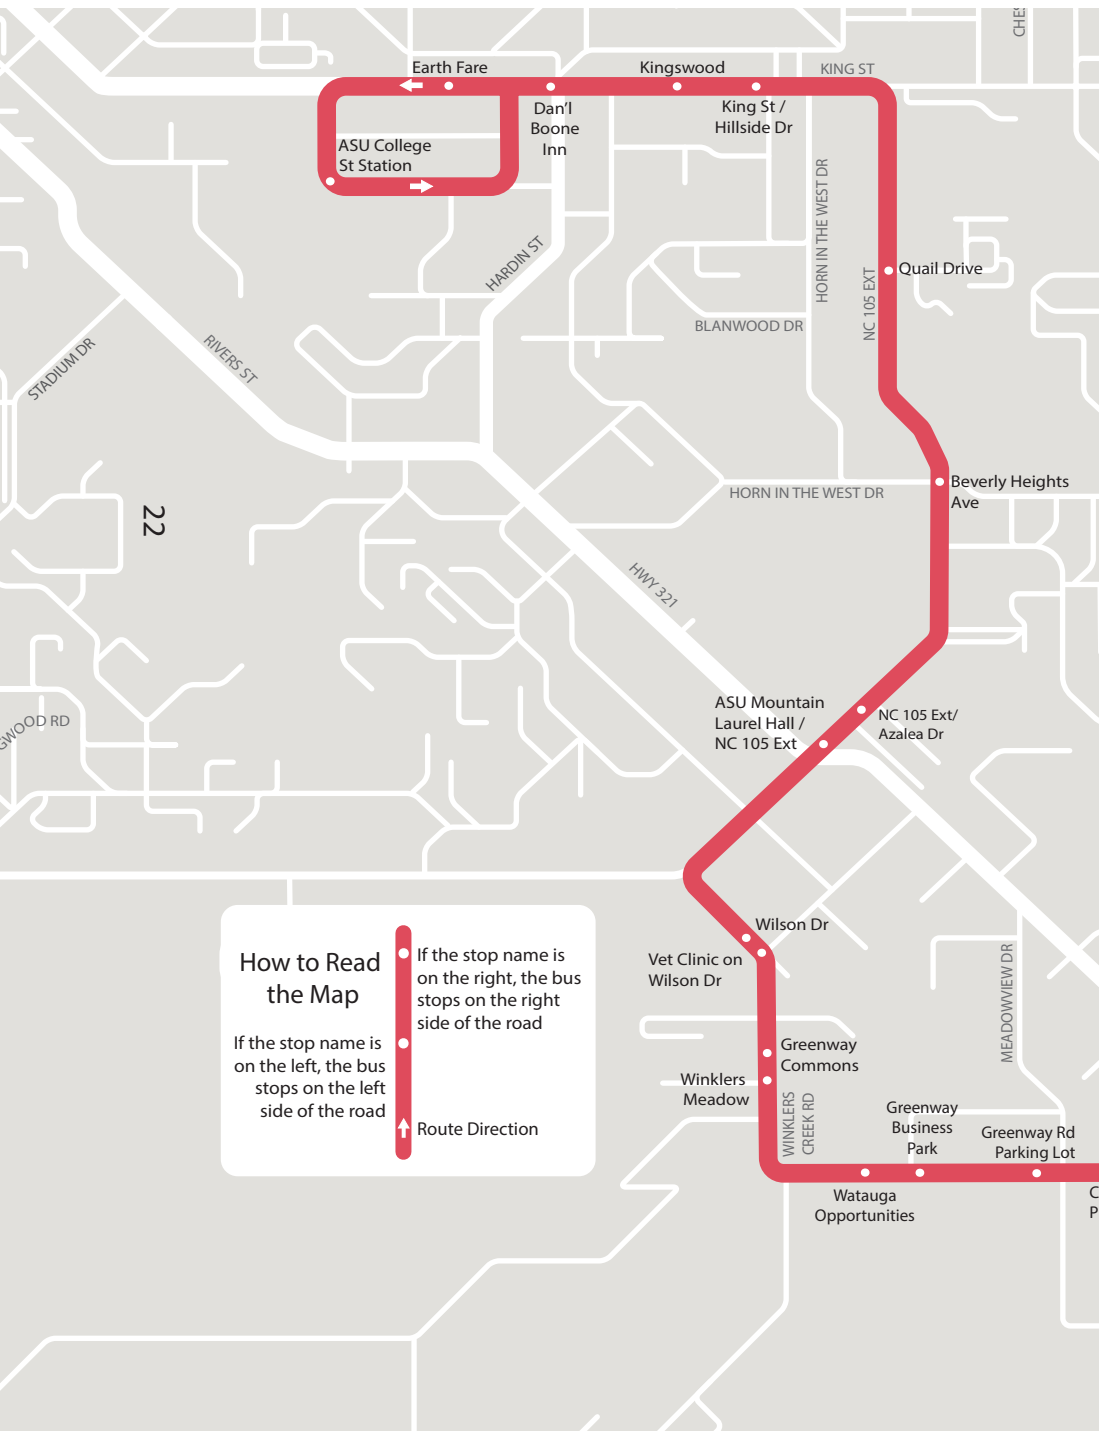 CHES
Earth Fare
Kingswood
KING ST
Dan'l
Boone
Inn
King St /
Hillside Dr
ASU College
St Station
HORN IN THE WEST DR
HARDIN ST
NC 105 EXT
Quail Drive
BLANWOOD DR
STADIUM DR
RIVERS ST
Beverly Heights
Ave
HORN IN THE WEST DR
22
HWY 321
ASU Mountain
Laurel Hall /
NC 105 Ext
NC 105 Ext/
Azalea Dr
GWOOD RD
Wilson Dr
Vet Clinic on
Wilson Dr
MEADOWVIEW DR
How to Read
the Map
If the stop name is
on the right, the bus
stops on the right
side of the road
If the stop name is
on the left, the bus
stops on the left
side of the road
Route Direction
Greenway
Commons
Winklers
Meadow
WINKLERS
CREEK RD
Greenway
Business
Park
Greenway Rd
Parking Lot
Watauga
Opportunities
C
P